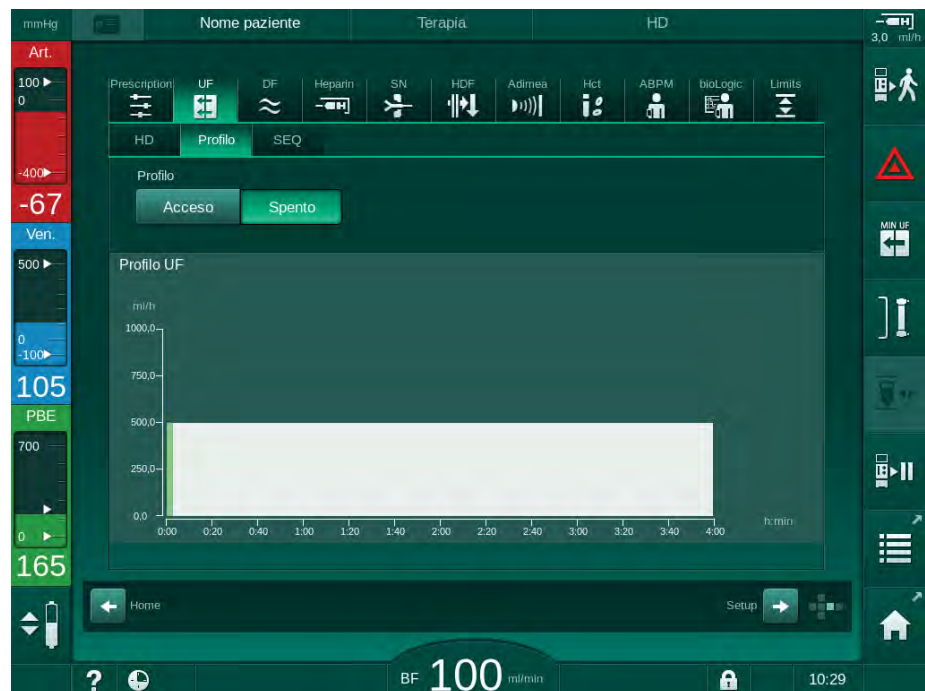 mmHg Nome paziente Terapia HD 3,0 ml/h
Art.
100
0
-400
-67
Ven.
500
0
-100
105
PBE
700
0
165
Prescription UF DF Heparin SN HDF Adimea Hct ABPM bioLogic Limits
HD Profilo SEQ
Profilo
Acceso Spento
Profilo UF
ml/h
1000,0
750,0
500,0
250,0
0,0
0:00 0:20 0:40 1:00 1:20 1:40 2:00 2:20 2:40 3:00 3:20 3:40 4:00 h:min
Home Setup
MIN UF
? BF 100 ml/min 10:29